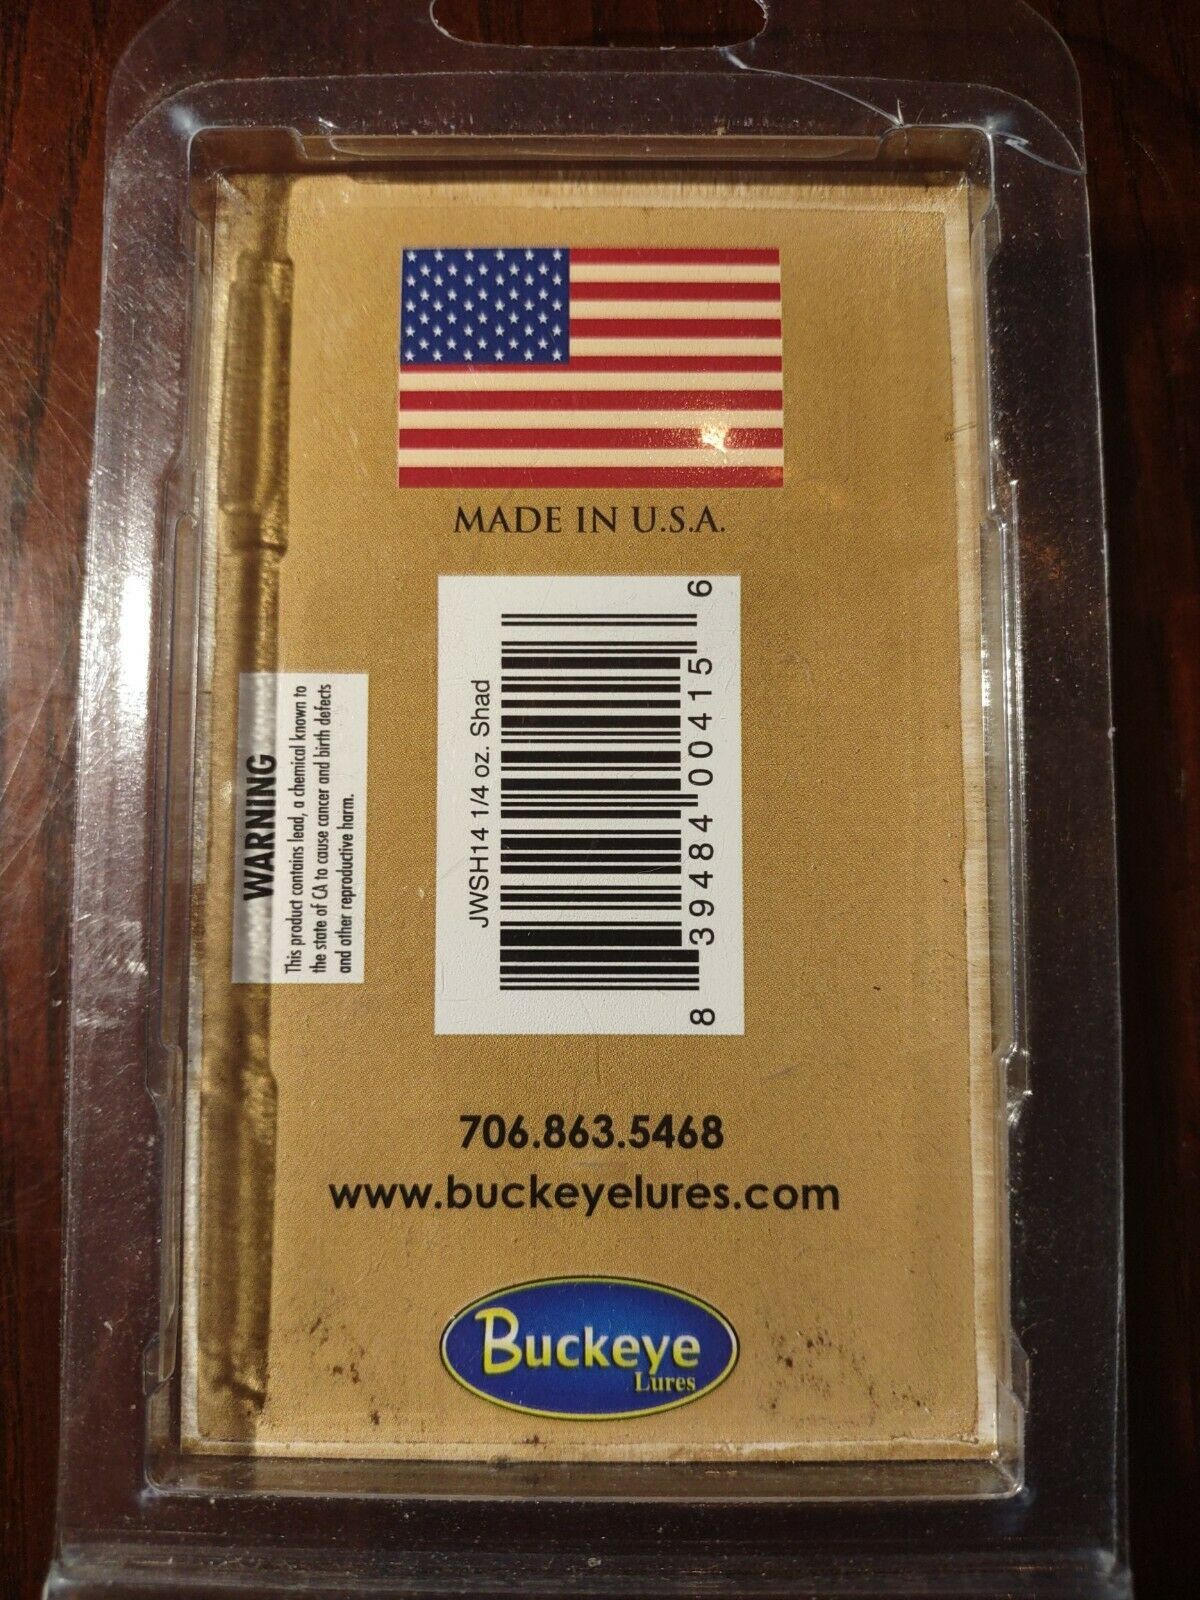 MADE IN U.S.A.
WARNING
This product contains lead, a chemical known to
the state of CA to cause cancer and birth defects
and other reproductive harm.
JWSH14 1/4 oz. Shad
8 39484 00415 6
706.863.5468
www.buckeyelures.com
Buckeye
Lures